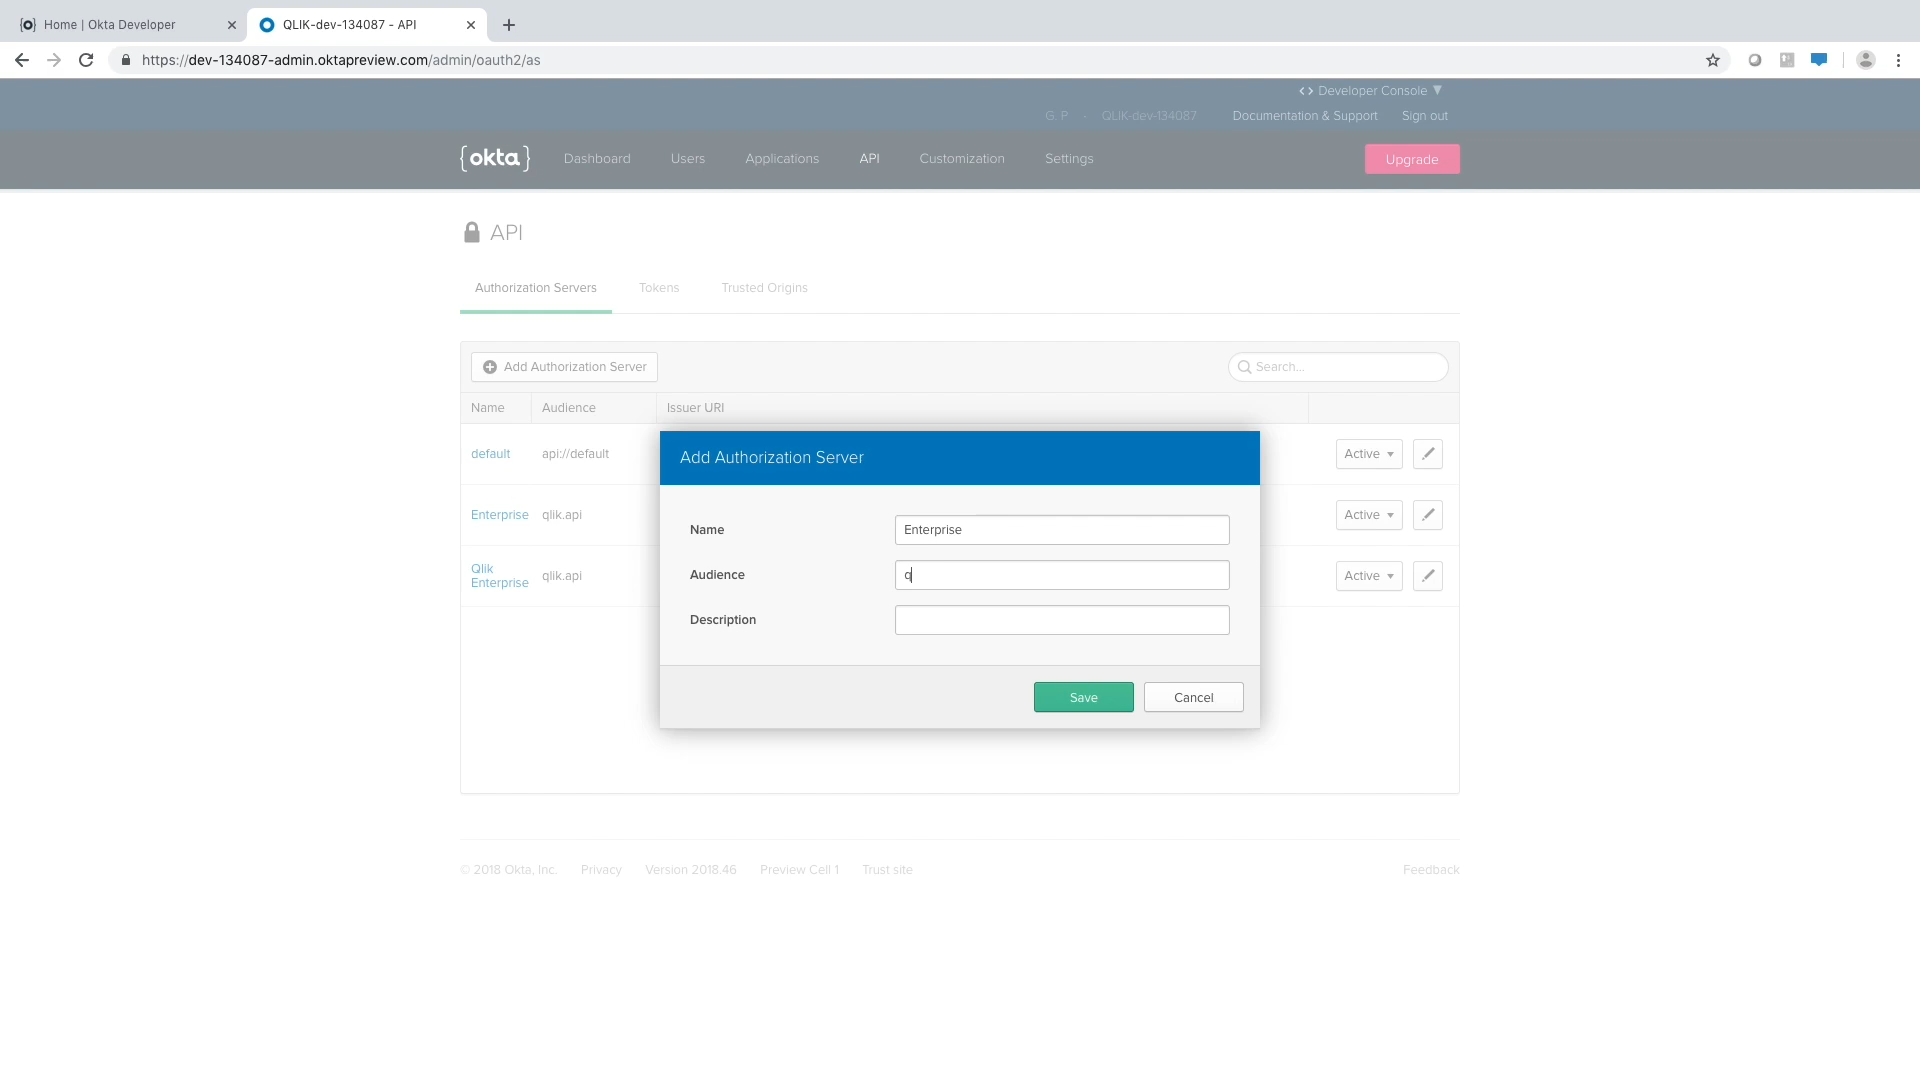 Home | Okta Developer
QLIK-dev-134087 - API
https://dev-134087-admin.oktapreview.com/admin/oauth2/as
<> Developer Console
G. P - QLIK-dev-134087 Documentation & Support Sign out
{okta} Dashboard Users Applications API Customization Settings Upgrade
API
Authorization Servers Tokens Trusted Origins
Add Authorization Server Search...
Name Audience Issuer URI
default api://default Active
Enterprise qlik.api Active
Qlik Enterprise qlik.api Active
Add Authorization Server
Name Enterprise
Audience q
Description
Save Cancel
© 2018 Okta, Inc. Privacy Version 2018.46 Preview Cell 1 Trust site Feedback